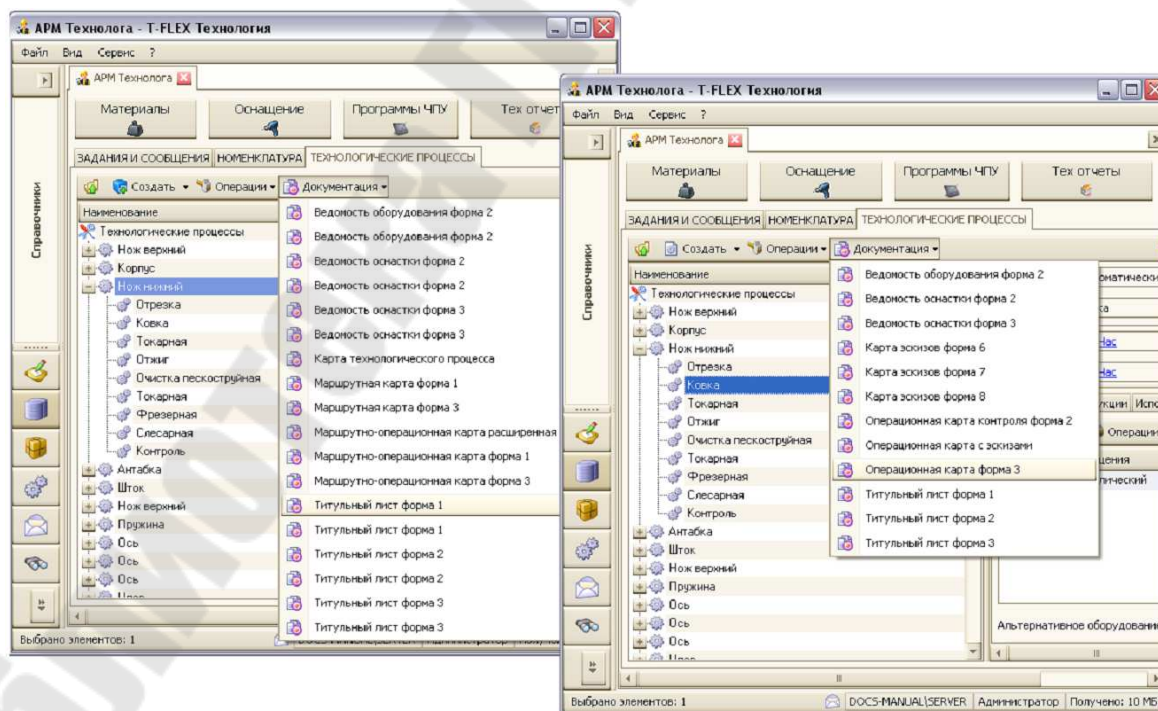 АРМ Технолога - T-FLEX Технология
Файл Вид Сервис ?
АРМ Технолога
Материалы Оснащение Программы ЧПУ Тех отчет
ЗАДАНИЯ И СООБЩЕНИЯ НОМЕНКЛАТУРА ТЕХНОЛОГИЧЕСКИЕ ПРОЦЕССЫ
Создать Операции Документация
Справочники
Наименование
Технологические процессы
Нож верхний
Корпус
Нож нижний
Отрезка
Ковка
Токарная
Отжиг
Очистка пескоструйная
Токарная
Фрезерная
Слесарная
Контроль
Антабка
Шток
Нож верхний
Пружина
Ось
Ось
Ось
Ведомость оборудования форма 2
Ведомость оборудования форма 2
Ведомость оснастки форма 2
Ведомость оснастки форма 2
Ведомость оснастки форма 3
Ведомость оснастки форма 3
Карта технологического процесса
Маршрутная карта форма 1
Маршрутная карта форма 3
Маршрутно-операционная карта расширенная
Маршрутно-операционная карта форма 1
Маршрутно-операционная карта форма 3
Титульный лист форма 1
Титульный лист форма 1
Титульный лист форма 2
Титульный лист форма 2
Титульный лист форма 3
Титульный лист форма 3
Выбрано элементов: 1
АРМ Технолога - T-FLEX Технология
Файл Вид Сервис ?
АРМ Технолога
Материалы Оснащение Программы ЧПУ Тех отчеты
ЗАДАНИЯ И СООБЩЕНИЯ НОМЕНКЛАТУРА ТЕХНОЛОГИЧЕСКИЕ ПРОЦЕССЫ
Создать Операции Документация
Справочники
Наименование
Технологические процессы
Нож верхний
Корпус
Нож нижний
Отрезка
Ковка
Токарная
Отжиг
Очистка пескоструйная
Токарная
Фрезерная
Слесарная
Контроль
Антабка
Шток
Нож верхний
Пружина
Ось
Ось
Ось
Ведомость оборудования форма 2
Ведомость оснастки форма 2
Ведомость оснастки форма 3
Карта эскизов форма 6
Карта эскизов форма 7
Карта эскизов форма 8
Операционная карта контроля форма 2
Операционная карта с эскизами
Операционная карта форма 3
Титульный лист форма 1
Титульный лист форма 2
Титульный лист форма 3
Операции
Альтернативное оборудование
Выбрано элементов: 1 DOCS-MANUAL\SERVER Администратор Получено: 10 МБ